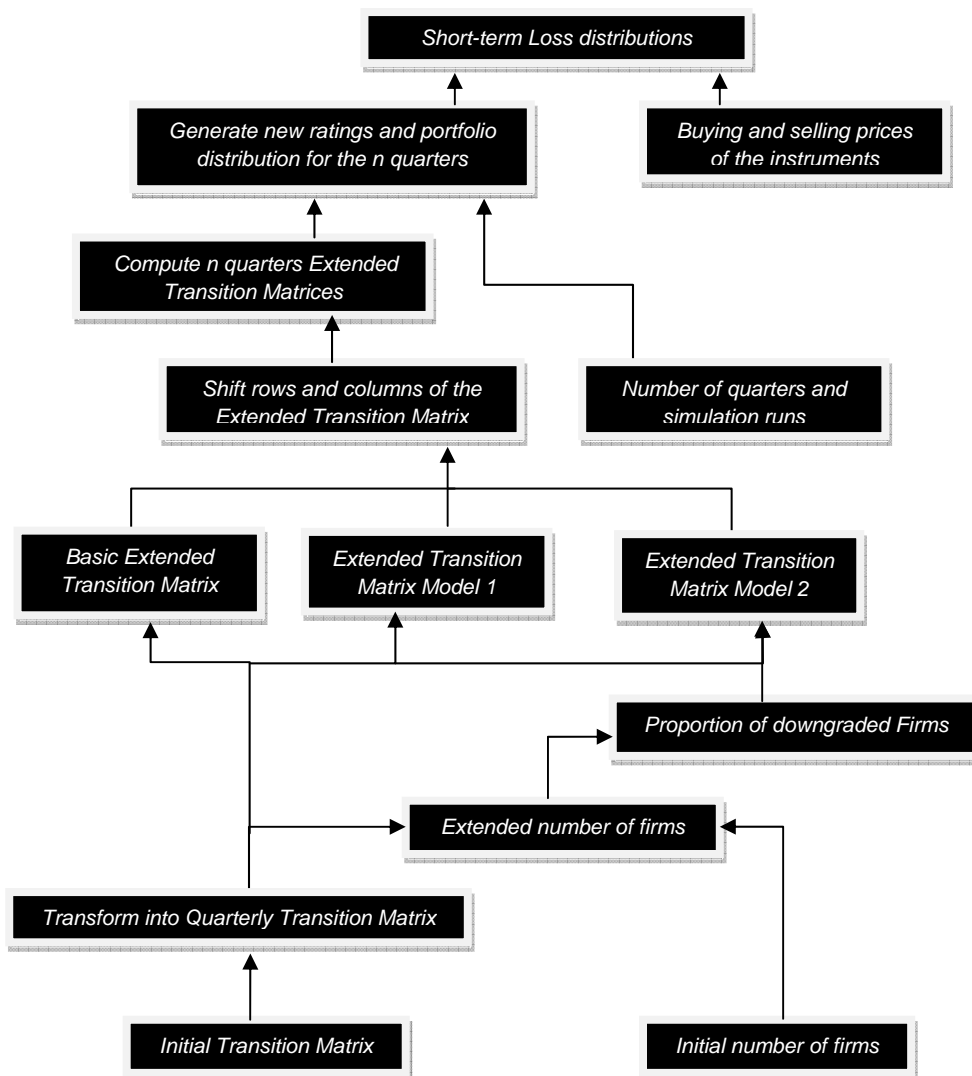 Short-term Loss distributions
Generate new ratings and portfolio
distribution for the n quarters
Buying and selling prices
of the instruments
Compute n quarters Extended
Transition Matrices
Shift rows and columns of the
Extended Transition Matrix
Number of quarters and
simulation runs
Basic Extended
Transition Matrix
Extended Transition
Matrix Model 1
Extended Transition
Matrix Model 2
Proportion of downgraded Firms
Extended number of firms
Transform into Quarterly Transition Matrix
Initial Transition Matrix
Initial number of firms